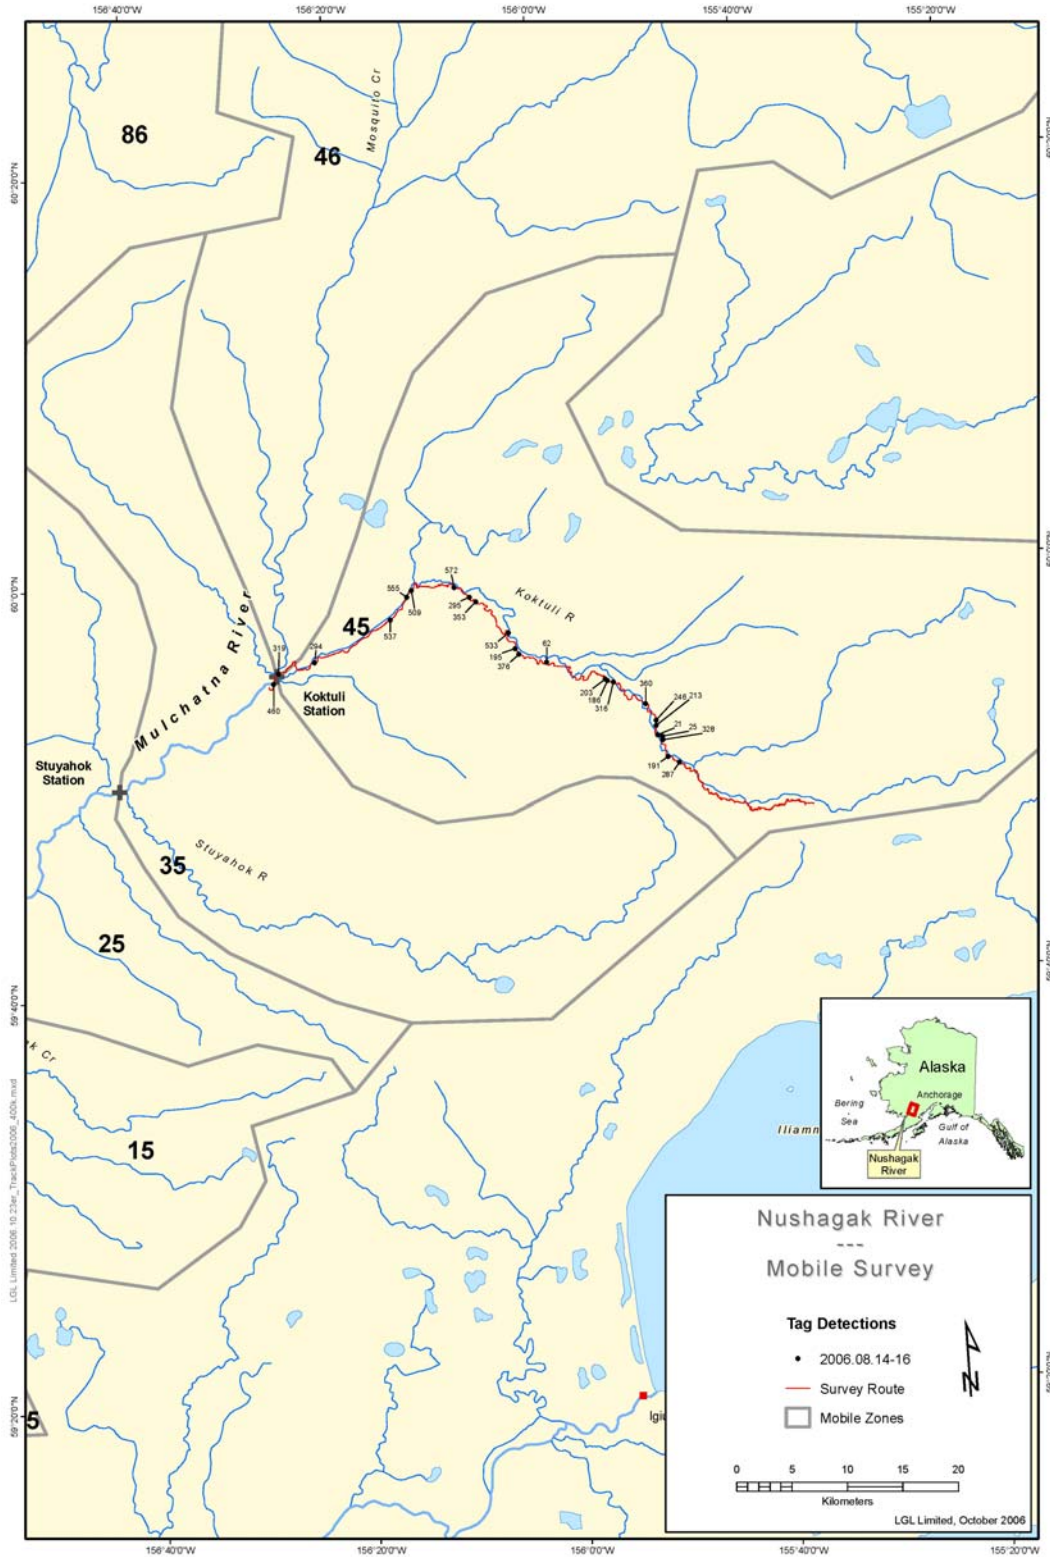 156°40'0"W
156°20'0"W
156°0'0"W
155°40'0"W
155°20'0"W
60°20'0"N
60°0'0"N
59°40'0"N
59°20'0"N
86
46
Mosquito Cr
572
555
509
295
353
537
45
Koktuli R
533
195
376
62
319
294
460
Koktuli
Station
203
186
316
360
246
213
21
25
328
191
287
Mulchatna River
Stuyahok
Station
35
Stuyahok R
25
ak Cr
15
5
Iliamn
Igiu
Alaska
Anchorage
Bering
Sea
Gulf of
Alaska
Nushagak
River
Nushagak River
---
Mobile Survey
Tag Detections
2006.08.14-16
Survey Route
Mobile Zones
N
0 5 10 15 20
Kilometers
LGL Limited, October 2006
156°40'0"W
156°20'0"W
156°0'0"W
155°40'0"W
155°20'0"W